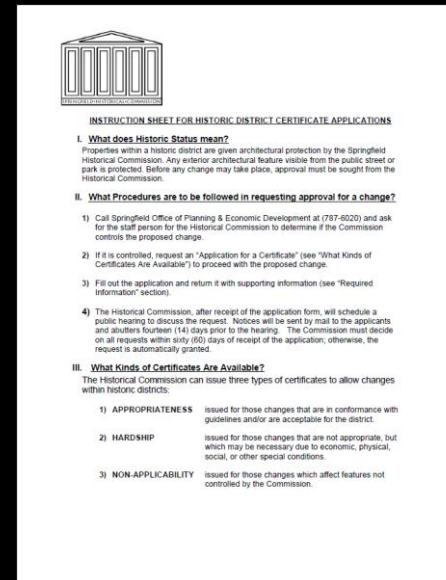 SPRINGFIELD•HISTORICAL•COMMISSION
INSTRUCTION SHEET FOR HISTORIC DISTRICT CERTIFICATE APPLICATIONS
I. What does Historic Status mean?
Properties within a historic district are given architectural protection by the Springfield
Historical Commission. Any exterior architectural feature visible from the public street or
park is protected. Before any change may take place, approval must be sought from the
Historical Commission.
II. What Procedures are to be followed in requesting approval for a change?
1) Call Springfield Office of Planning & Economic Development at (787-6020) and ask
for the staff person for the Historical Commission to determine if the Commission
controls the proposed change.
2) If it is controlled, request an "Application for a Certificate" (see "What Kinds of
Certificates Are Available") to proceed with the proposed change.
3) Fill out the application and return it with supporting information (see "Required
Information" section).
4) The Historical Commission, after receipt of the application form, will schedule a
public hearing to discuss the request. Notices will be sent by mail to the applicants
and abutters fourteen (14) days prior to the hearing. The Commission must decide
on all requests within sixty (60) days of receipt of the application; otherwise, the
request is automatically granted.
III. What Kinds of Certificates Are Available?
The Historical Commission can issue three types of certificates to allow changes
within historic districts:
1) APPROPRIATENESS issued for those changes that are in conformance with
guidelines and/or are acceptable for the district.
2) HARDSHIP issued for those changes that are not appropriate, but
which may be necessary due to economic, physical,
social, or other special conditions.
3) NON-APPLICABILITY issued for those changes which affect features not
controlled by the Commission.